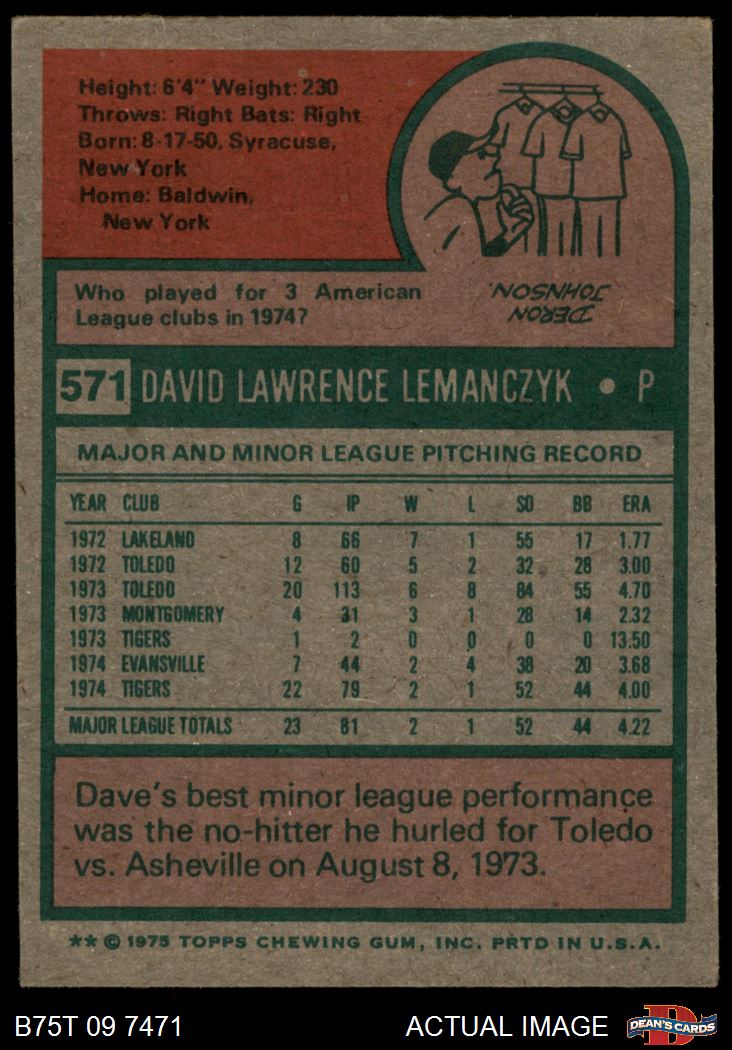 Height: 6'4" Weight: 230
Throws: Right Bats: Right
Born: 8-17-50, Syracuse,
New York
Home: Baldwin,
New York
Who played for 3 American
League clubs in 1974?
DERON
JOHNSON.
571 DAVID LAWRENCE LEMANCZYK • P
MAJOR AND MINOR LEAGUE PITCHING RECORD
YEAR CLUB G IP W L SO BB ERA
1972 LAKELAND 8 66 7 1 55 17 1.77
1972 TOLEDO 12 60 5 2 32 28 3.00
1973 TOLEDO 20 113 6 8 84 55 4.70
1973 MONTGOMERY 4 31 3 1 28 14 2.32
1973 TIGERS 1 2 0 0 0 0 13.50
1974 EVANSVILLE 7 44 2 4 38 20 3.68
1974 TIGERS 22 79 2 1 52 44 4.00
MAJOR LEAGUE TOTALS 23 81 2 1 52 44 4.22
Dave's best minor league performance
was the no-hitter he hurled for Toledo
vs. Asheville on August 8, 1973.
** © 1975 TOPPS CHEWING GUM, INC. PRTD IN U.S.A.
B75T 09 7471 ACTUAL IMAGE DEAN'S CARDS